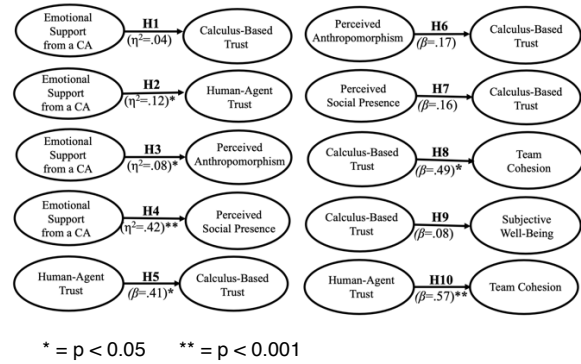 Emotional
Support
from a CA
H1
(η²=.04)
Calculus-Based
Trust
Emotional
Support
from a CA
H2
(η²=.12)*
Human-Agent
Trust
Emotional
Support
from a CA
H3
(η²=.08)*
Perceived
Anthropomorphism
Emotional
Support
from a CA
H4
(η²=.42)**
Perceived
Social Presence
Human-Agent
Trust
H5
(β=.41)*
Calculus-Based
Trust
Perceived
Anthropomorphism
H6
(β=.17)
Calculus-Based
Trust
Perceived
Social Presence
H7
(β=.16)
Calculus-Based
Trust
Calculus-Based
Trust
H8
(β=.49)*
Team
Cohesion
Calculus-Based
Trust
H9
(β=.08)
Subjective
Well-Being
Human-Agent
Trust
H10
(β=.57)**
Team Cohesion
* = p < 0.05 ** = p < 0.001